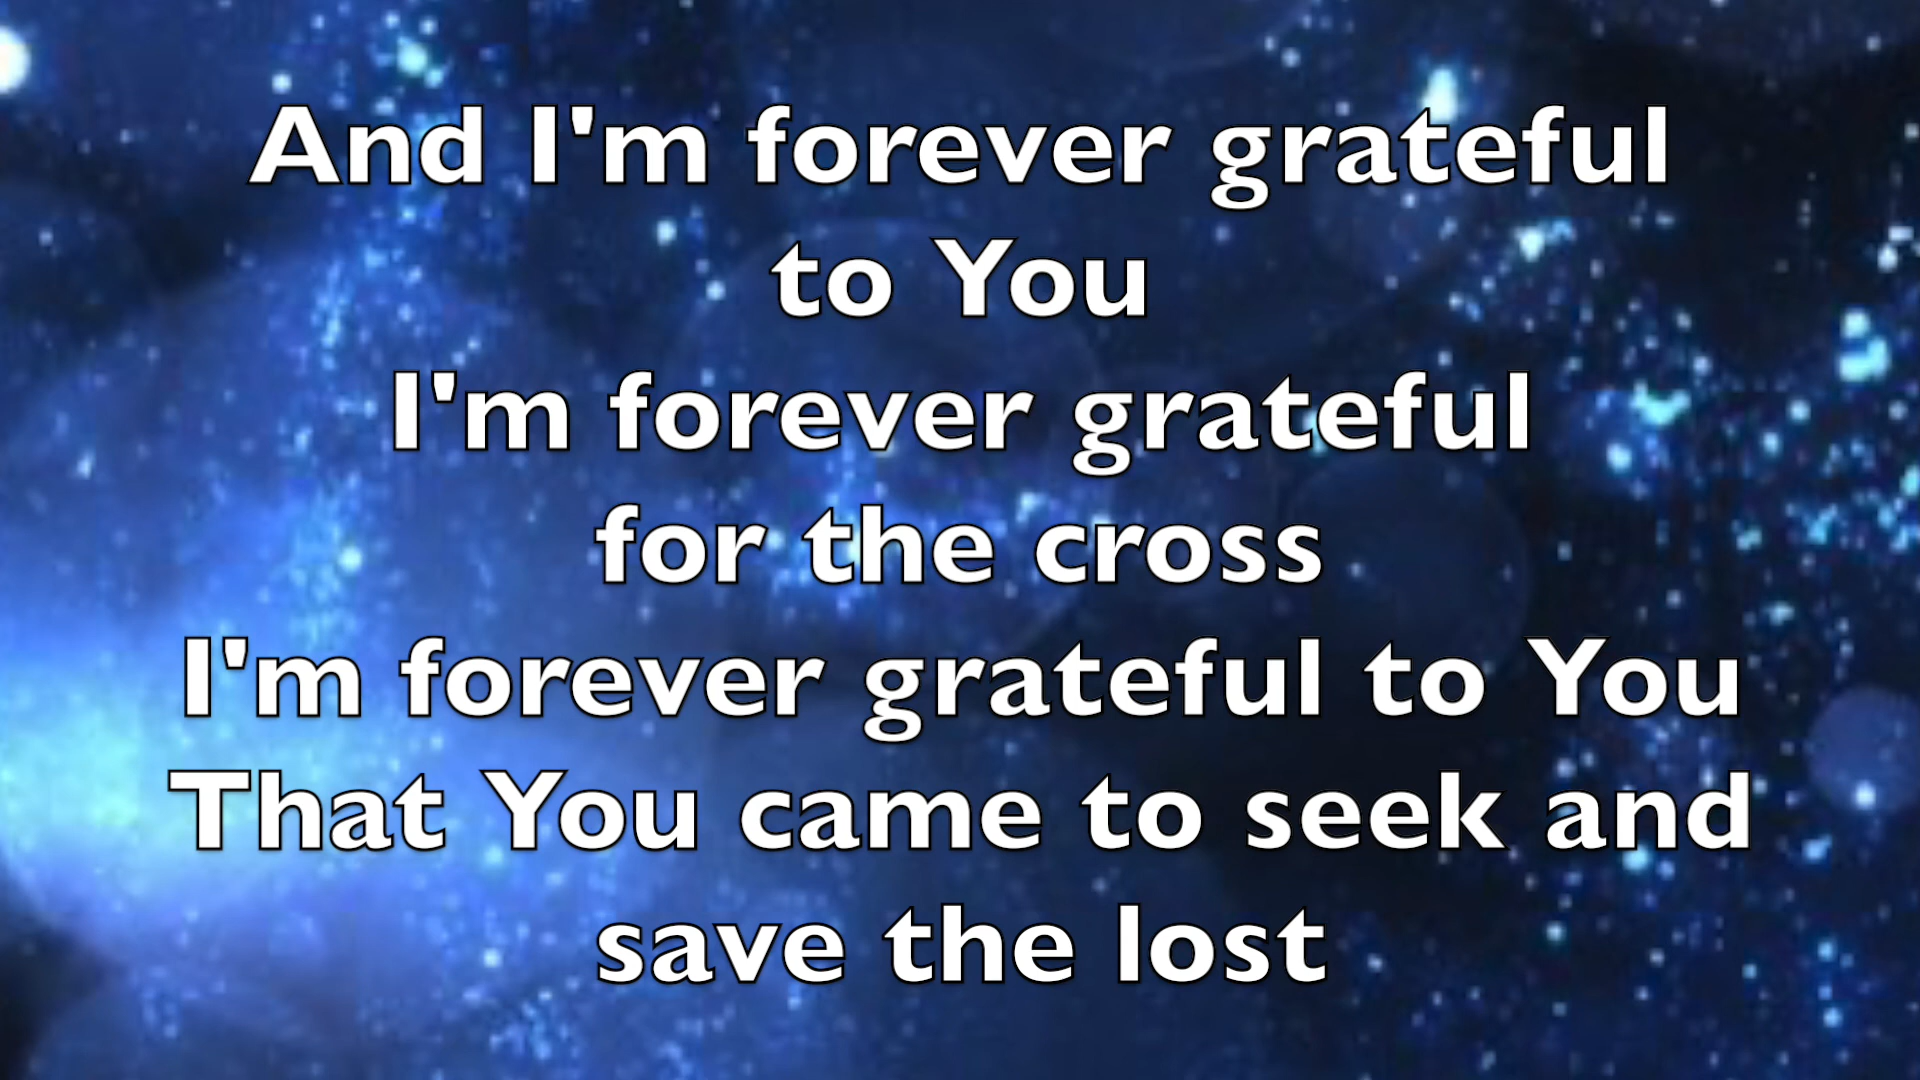 And I'm forever grateful
to You
I'm forever grateful
for the cross
I'm forever grateful to You
That You came to seek and
save the lost